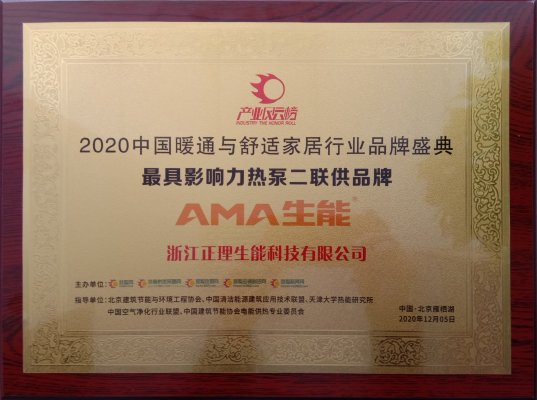 产业风云榜
INDUSTRY THE HONOR ROLL
2020中国暖通与舒适家居行业品牌盛典
最具影响力热泵二联供品牌
AMA生能®
浙江正理生能科技有限公司
主办单位:
指导单位:北京建筑节能与环境工程协会、中国清洁能源建筑应用技术联盟、天津大学热能研究所
中国空气净化行业联盟、中国建筑节能协会电能供热专业委员会
中国·北京雁栖湖
2020年12月05日